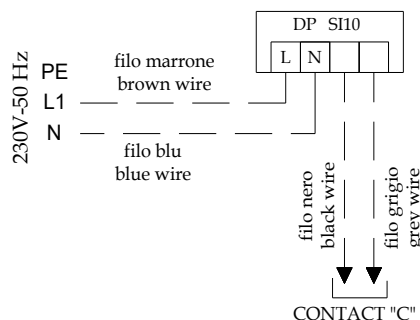 DP SI10
L N
230V-50 Hz
PE
L1
N
filo marrone
brown wire
filo blu
blue wire
filo nero
black wire
filo grigio
grey wire
CONTACT "C"